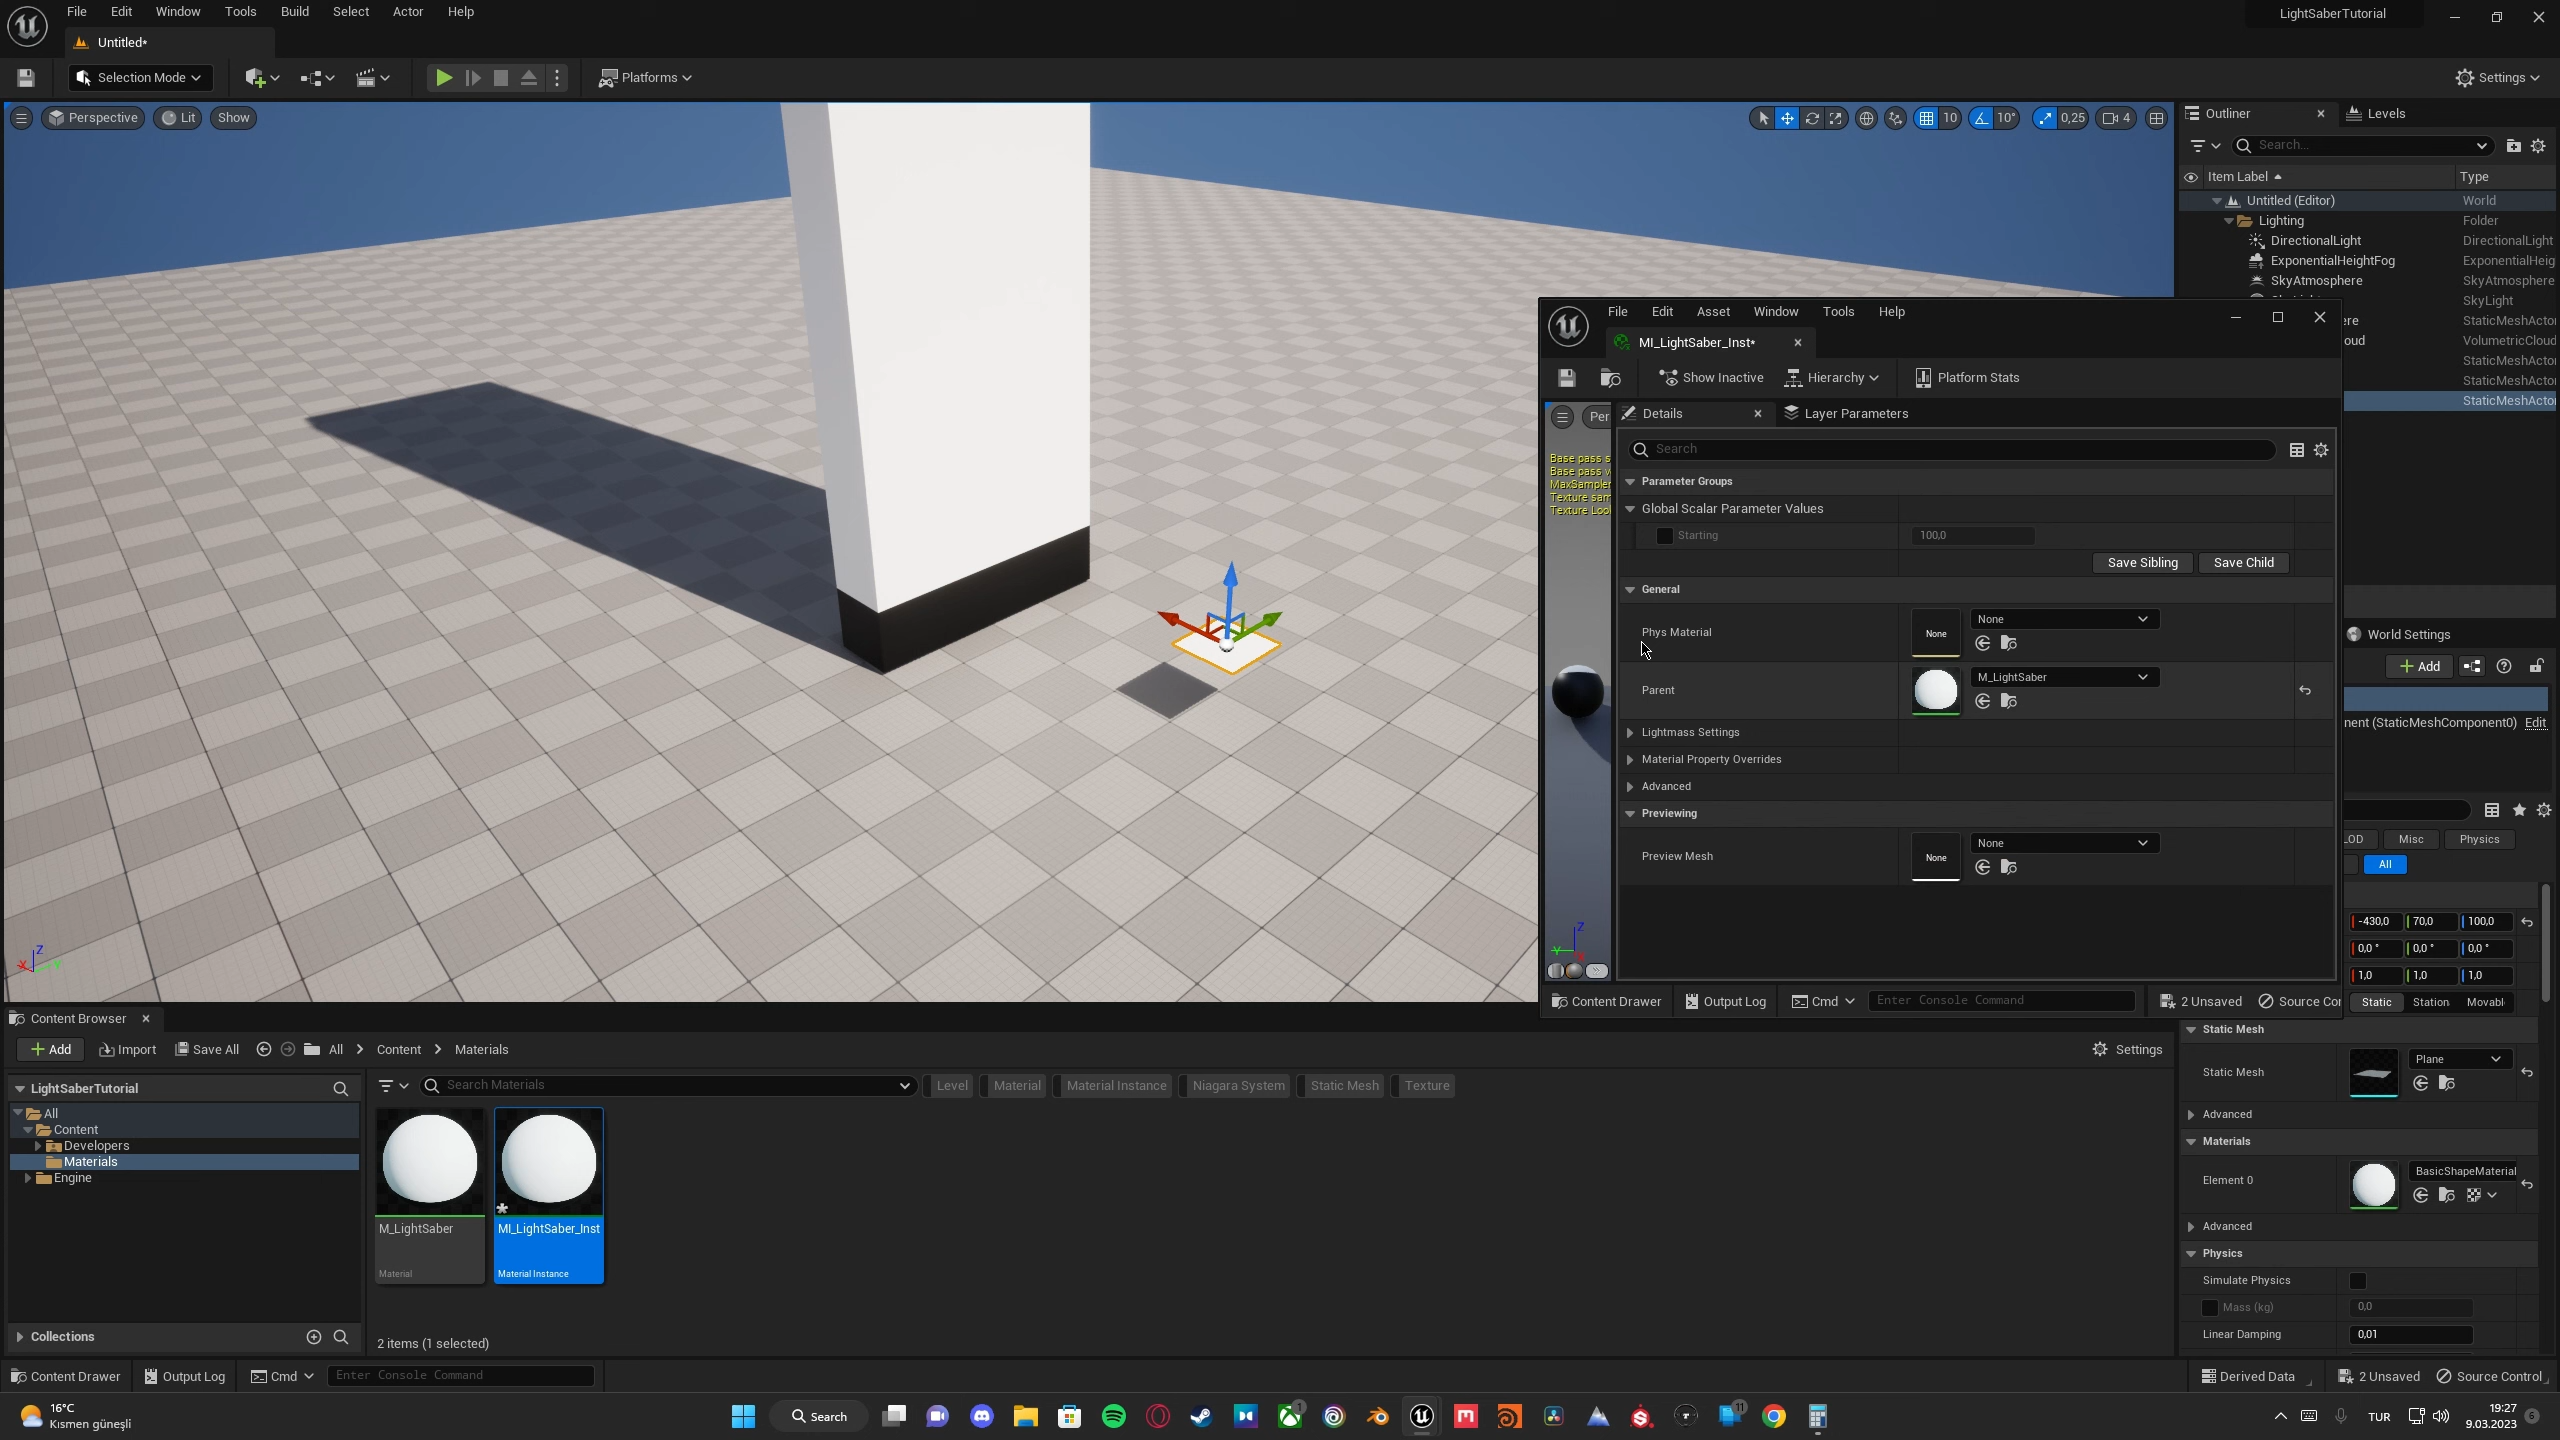 File Edit Window Tools Build Select Actor Help
LightSaberTutorial
Untitled*
Selection Mode
Platforms
Settings
Perspective Lit Show
10 10° 0,25 4
Outliner Levels
Search...
Item Label Type
Untitled (Editor) World
Lighting Folder
DirectionalLight DirectionalLight
ExponentialHeightFog ExponentialHeig
SkyAtmosphere SkyAtmosphere
SkyLight
ere StaticMeshActo
oud VolumetricCloud
StaticMeshActo
StaticMeshActo
StaticMeshActo
File Edit Asset Window Tools Help
MI_LightSaber_Inst*
Show Inactive Hierarchy Platform Stats
Per
Details Layer Parameters
Search
Base pass s
Base pass v
MaxSampler
Texture sam
Texture Look
Parameter Groups
Global Scalar Parameter Values
Starting 100,0
Save Sibling Save Child
General
Phys Material None None
Parent M_LightSaber
Lightmass Settings
Material Property Overrides
Advanced
Previewing
Preview Mesh None None
Content Drawer Output Log Cmd Enter Console Command 2 Unsaved Source Cor
World Settings
Add
nent (StaticMeshComponent0) Edit
LOD Misc Physics
All
-430,0 70,0 100,0
0,0 ° 0,0 ° 0,0 °
1,0 1,0 1,0
Static Station Movabl
Static Mesh
Static Mesh Plane
Advanced
Materials
Element 0 BasicShapeMaterial
Advanced
Physics
Simulate Physics
Mass (kg) 0,0
Linear Damping 0,01
Z
X Y
Z
Y
Content Browser
Add Import Save All All Content Materials Settings
LightSaberTutorial
Search Materials Level Material Material Instance Niagara System Static Mesh Texture
All
Content
Developers
Materials
Engine
M_LightSaber
Material
MI_LightSaber_Inst
Material Instance
Collections
2 items (1 selected)
Content Drawer Output Log Cmd Enter Console Command Derived Data 2 Unsaved Source Control
16°C
Kısmen güneşli
Search
1
11
TUR
19:27
9.03.2023
6